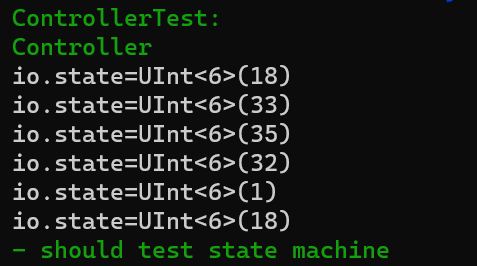 ControllerTest:
Controller
io.state=UInt<6>(18)
io.state=UInt<6>(33)
io.state=UInt<6>(35)
io.state=UInt<6>(32)
io.state=UInt<6>(1)
io.state=UInt<6>(18)
- should test state machine